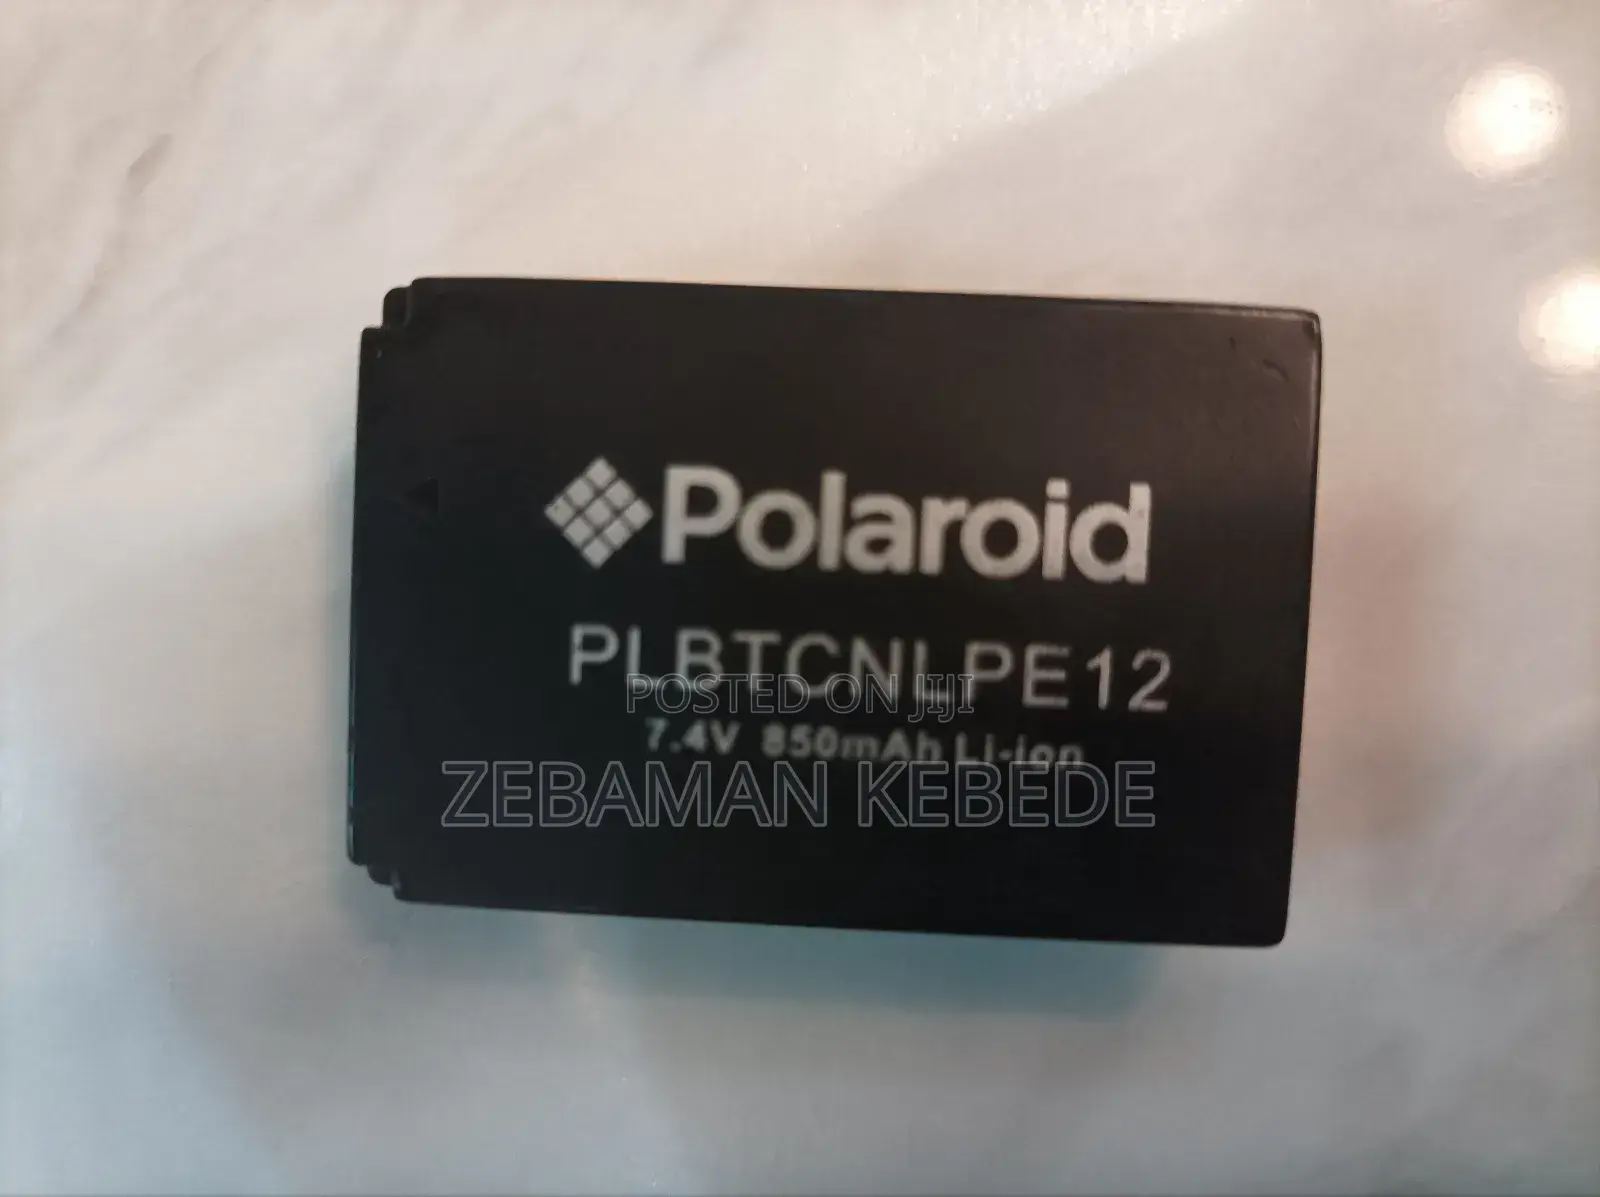 Polaroid
PLBTCNLPE12
POSTED ON JIJI
7.4V 850mAh Li-ion
ZEBAMAN KEBEDE